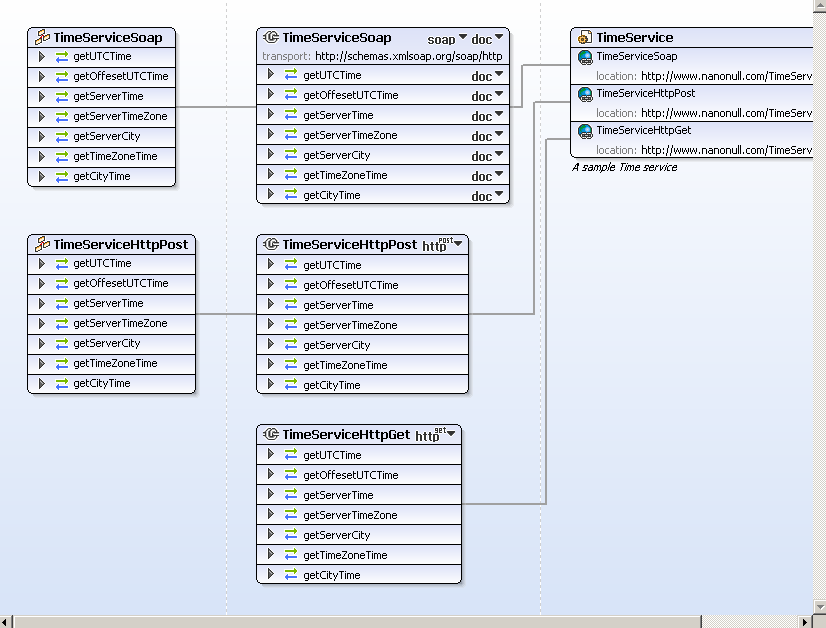 TimeServiceSoap
getUTCTime
getOffesetUTCTime
getServerTime
getServerTimeZone
getServerCity
getTimeZoneTime
getCityTime
TimeServiceHttpPost
getUTCTime
getOffesetUTCTime
getServerTime
getServerTimeZone
getServerCity
getTimeZoneTime
getCityTime
TimeServiceSoap soap doc
transport: http://schemas.xmlsoap.org/soap/http
getUTCTime doc
getOffesetUTCTime doc
getServerTime doc
getServerTimeZone doc
getServerCity doc
getTimeZoneTime doc
getCityTime doc
TimeServiceHttpPost http post
getUTCTime
getOffesetUTCTime
getServerTime
getServerTimeZone
getServerCity
getTimeZoneTime
getCityTime
TimeServiceHttpGet http get
getUTCTime
getOffesetUTCTime
getServerTime
getServerTimeZone
getServerCity
getTimeZoneTime
getCityTime
TimeService
TimeServiceSoap
location: http://www.nanonull.com/TimeServ
TimeServiceHttpPost
location: http://www.nanonull.com/TimeServ
TimeServiceHttpGet
location: http://www.nanonull.com/TimeServ
A sample Time service